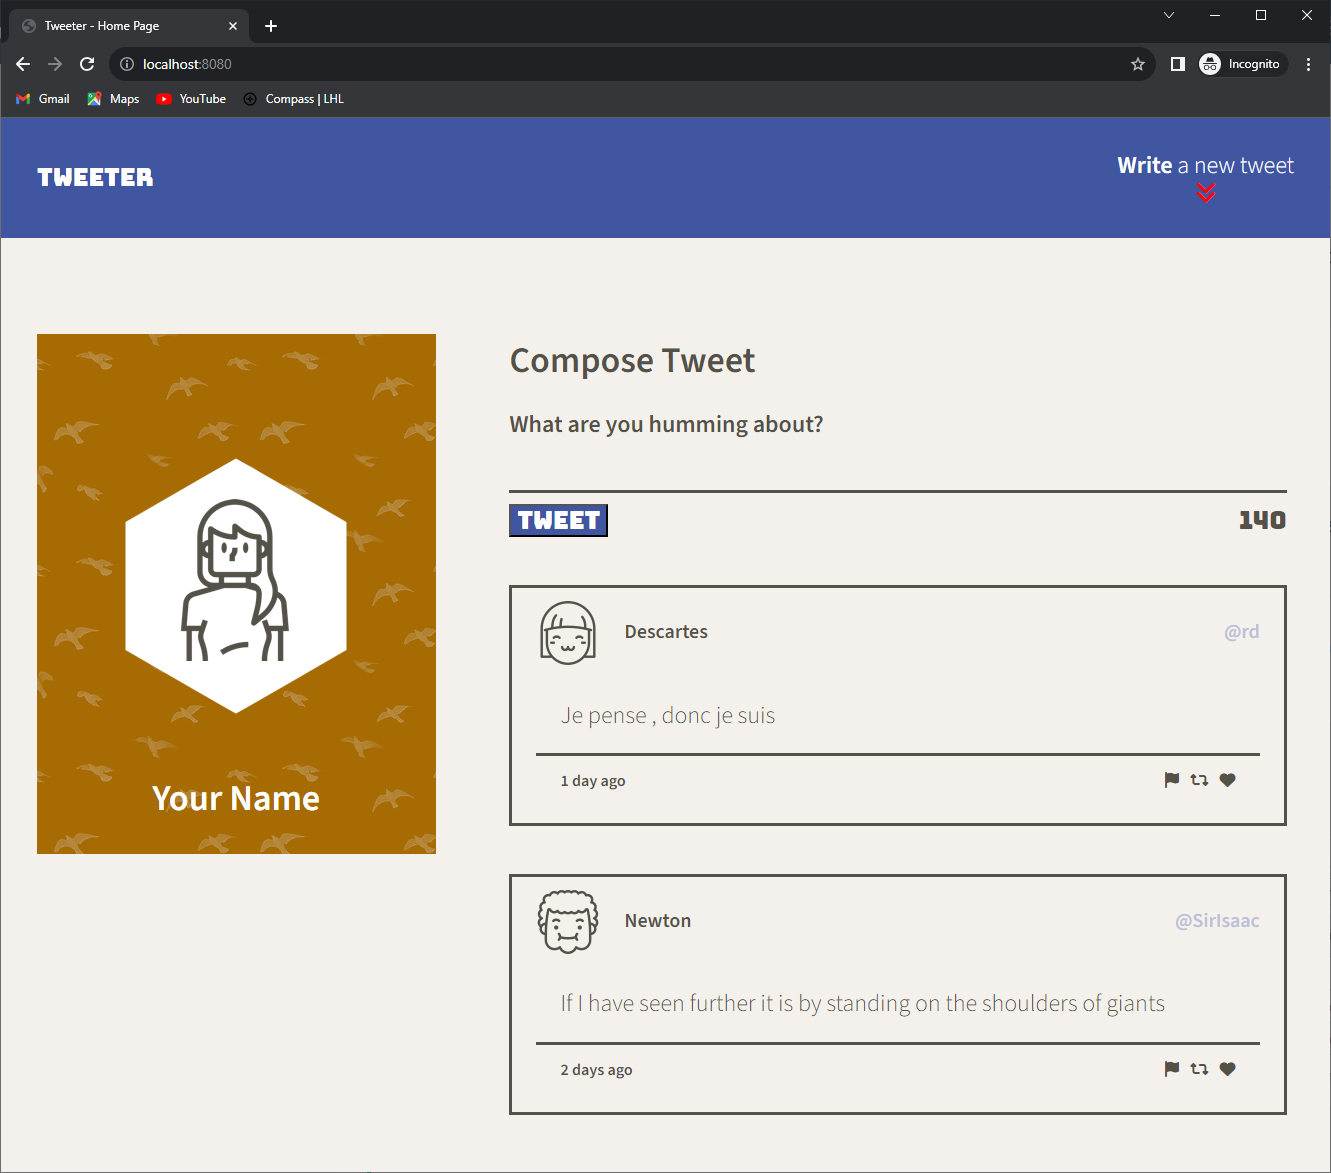 Tweeter - Home Page
localhost:8080
Incognito
Gmail
Maps
YouTube
Compass | LHL
TWEETER
Write a new tweet
Your Name
Compose Tweet
What are you humming about?
TWEET
140
Descartes
@rd
Je pense , donc je suis
1 day ago
Newton
@SirIsaac
If I have seen further it is by standing on the shoulders of giants
2 days ago